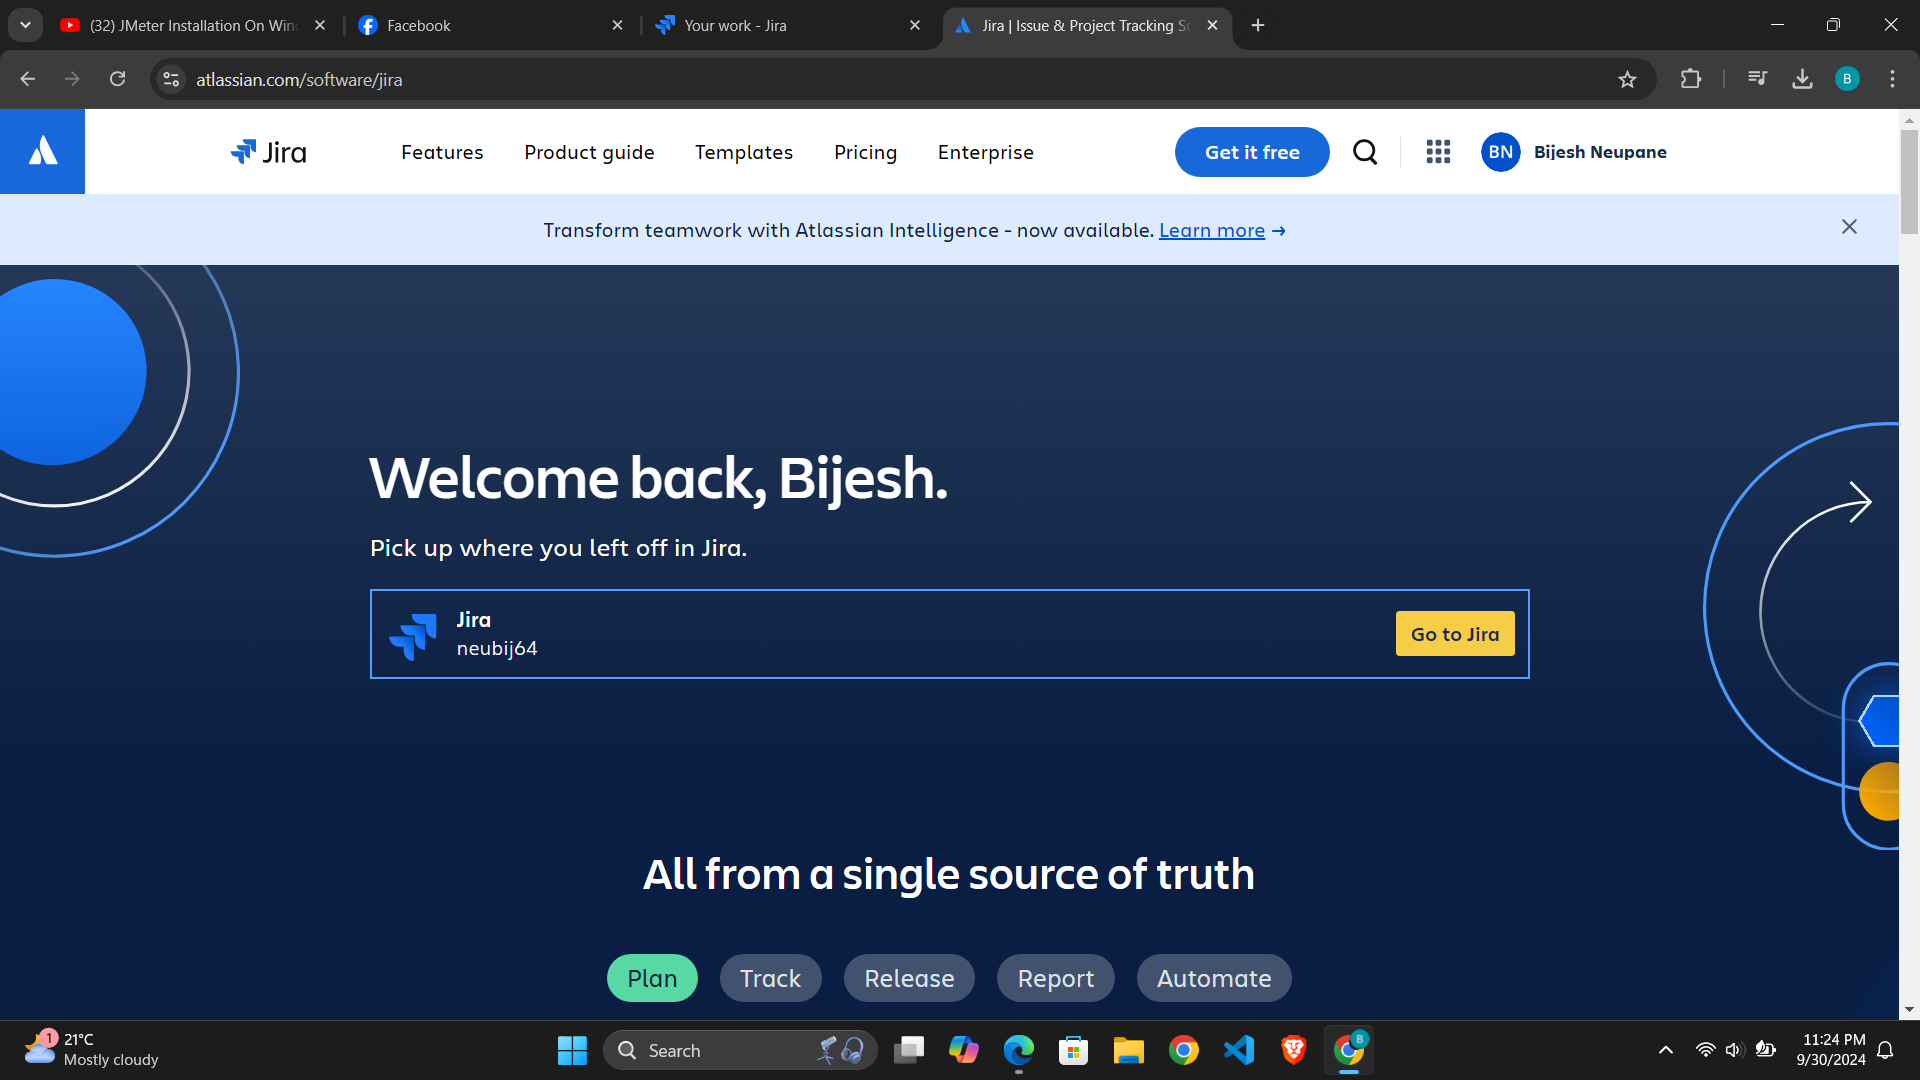 (32) JMeter Installation On Win
Facebook
Your work - Jira
Jira | Issue & Project Tracking So
atlassian.com/software/jira
B
Jira
Features
Product guide
Templates
Pricing
Enterprise
Get it free
BN
Bijesh Neupane
Transform teamwork with Atlassian Intelligence - now available. Learn more →
Welcome back, Bijesh.
Pick up where you left off in Jira.
Jira
neubij64
Go to Jira
All from a single source of truth
Plan
Track
Release
Report
Automate
1
21°C
Mostly cloudy
Search
B
11:24 PM
9/30/2024